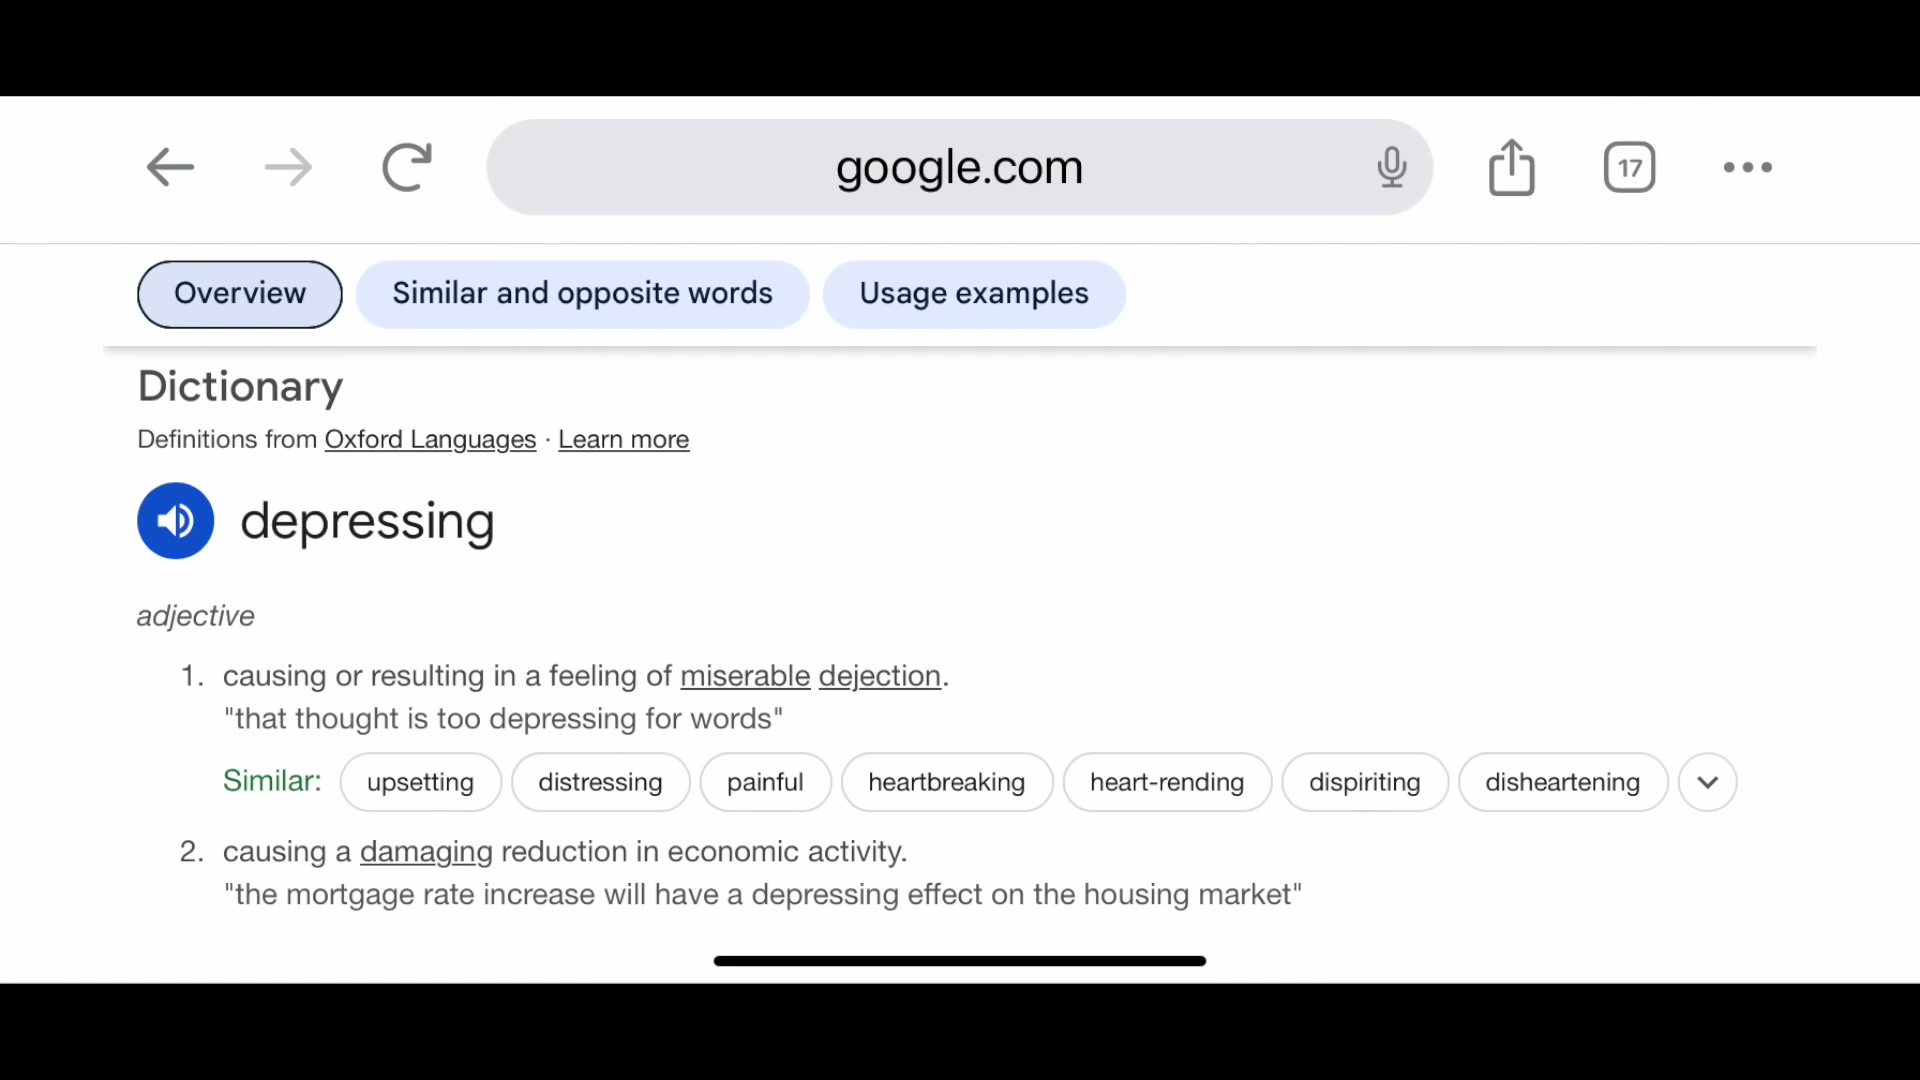 google.com
17
Overview
Similar and opposite words
Usage examples
Dictionary
Definitions from Oxford Languages · Learn more
depressing
adjective
1. causing or resulting in a feeling of miserable dejection.
"that thought is too depressing for words"
Similar: upsetting distressing painful heartbreaking heart-rending dispiriting disheartening
2. causing a damaging reduction in economic activity.
"the mortgage rate increase will have a depressing effect on the housing market"